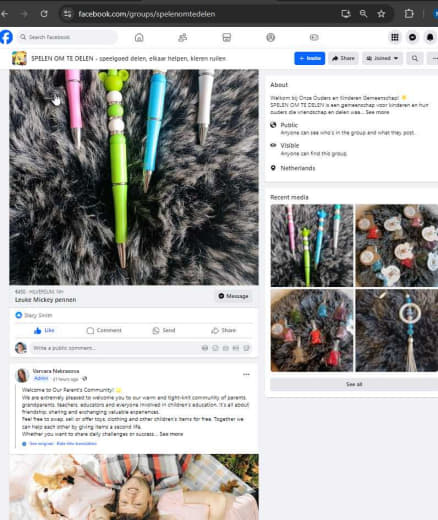 facebook.com/groups/spelenomtedelen
Search Facebook
SPELEN OM TE DELEN - speelgoed delen, elkaar helpen, kleren ruilen
+ Invite
Share
Joined
About
Welkom bij Onze Ouders en Kinderen Gemeenschap!
SPELEN OM TE DELEN is een gemeenschap voor kinderen en hun
ouders die vriendschap en delen waar... See more
Public
Anyone can see who's in the group and what they post.
Visible
Anyone can find this group.
Netherlands
Recent media
See all
Leuke Mickey pennen
Message
Stacy Smith
Like
Comment
Send
Share
Write a public comment...
Varvara Nekrasova
Admin · 21 hours ago
Welcome to Our Parent's Community!
We are extremely pleased to welcome you to our warm and tight-knit community of parents,
grandparents, teachers, educators and everyone involved in children's education. It's all about
friendship, sharing and exchanging valuable experiences.
Feel free to swap, sell or offer toys, clothing and other children's items for free. Together we
can help each other by giving items a second life.
Whether you want to share daily challenges or success... See more
See original · Rate this translation